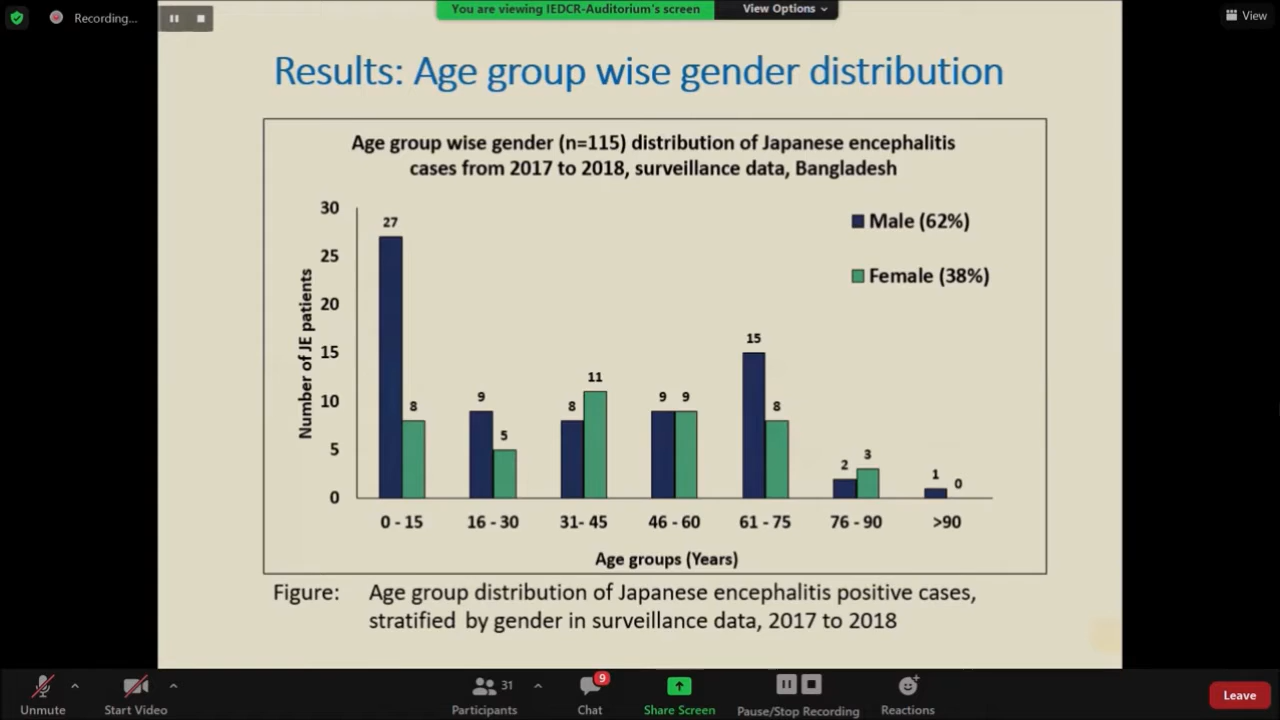 You are viewing IEDCR-Auditorium's screen
View Options
Recording...
View
Results: Age group wise gender distribution
Age group wise gender (n=115) distribution of Japanese encephalitis
cases from 2017 to 2018, surveillance data, Bangladesh
Male (62%)
Female (38%)
Number of JE patients
30
25
20
15
10
5
0
27
8
9
5
8
11
9
9
15
8
2
3
1
0
0 - 15
16 - 30
31- 45
46 - 60
61 - 75
76 - 90
>90
Age groups (Years)
Figure: Age group distribution of Japanese encephalitis positive cases,
stratified by gender in surveillance data, 2017 to 2018
Unmute
Start Video
31
Participants
9
Chat
Share Screen
Pause/Stop Recording
Reactions
Leave